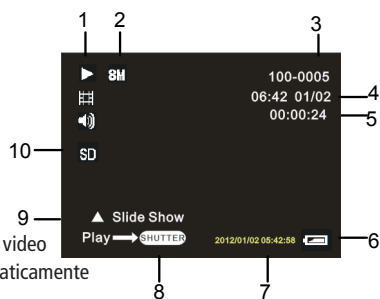 1 2 3
8M 100-0005
06:42 01/02 4
00:00:24 5
10 SD
9 Slide Show
video Play SHUTTER 2012/01/02 05:42:58 6
aticamente
8 7